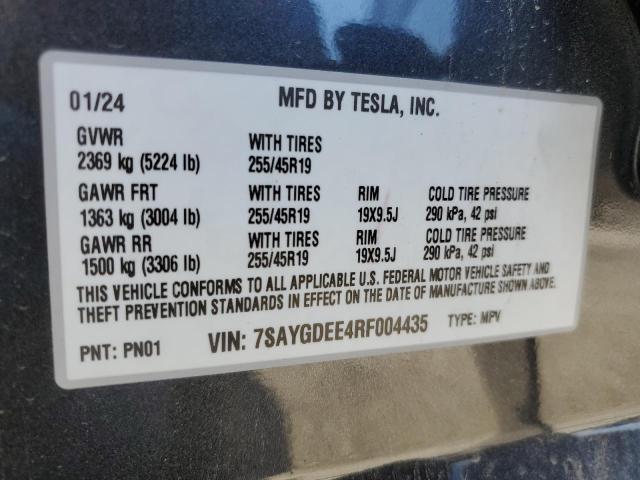 01/24 MFD BY TESLA, INC.
GVWR WITH TIRES
2369 kg (5224 lb) 255/45R19
GAWR FRT WITH TIRES RIM COLD TIRE PRESSURE
1363 kg (3004 lb) 255/45R19 19X9.5J 290 kPa, 42 psi
GAWR RR WITH TIRES RIM COLD TIRE PRESSURE
1500 kg (3306 lb) 255/45R19 19X9.5J 290 kPa, 42 psi
THIS VEHICLE CONFORMS TO ALL APPLICABLE U.S. FEDERAL MOTOR VEHICLE SAFETY AND
THEFT PREVENTION STANDARDS IN EFFECT ON THE DATE OF MANUFACTURE SHOWN ABOVE.
PNT: PN01 VIN: 7SAYGDEE4RF004435 TYPE: MPV